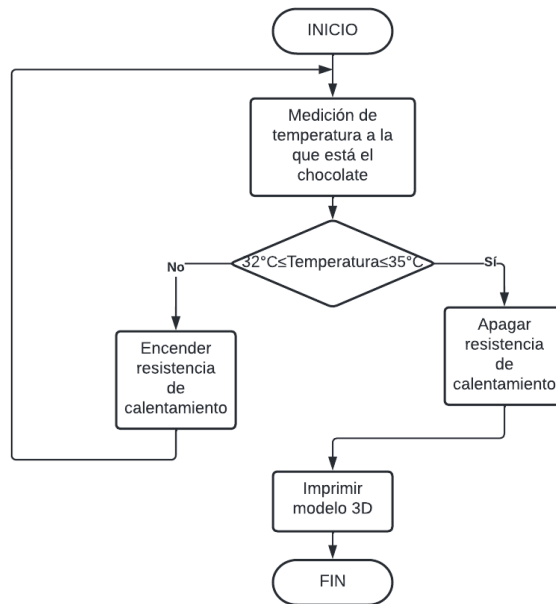 INICIO
Medición de
temperatura a la
que está el
chocolate
32°C≤Temperatura≤35°C
No
Sí
Encender
resistencia
de
calentamiento
Apagar
resistencia
de
calentamiento
Imprimir
modelo 3D
FIN